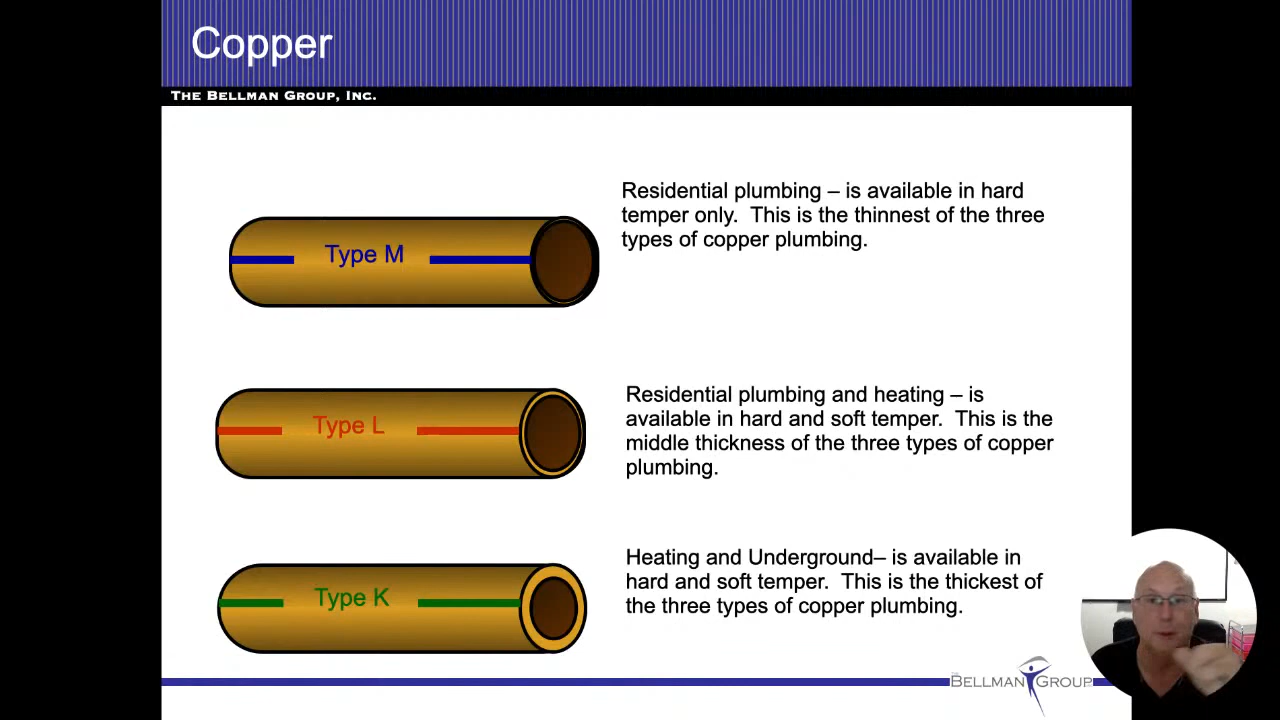 Copper
THE BELLMAN GROUP, INC.
Residential plumbing – is available in hard
temper only.  This is the thinnest of the three
types of copper plumbing.
Type M
Residential plumbing and heating – is
available in hard and soft temper.  This is the
middle thickness of the three types of copper
plumbing.
Type L
Heating and Underground– is available in
hard and soft temper.  This is the thickest of
the three types of copper plumbing.
Type K
THE
BELLMAN GROUP